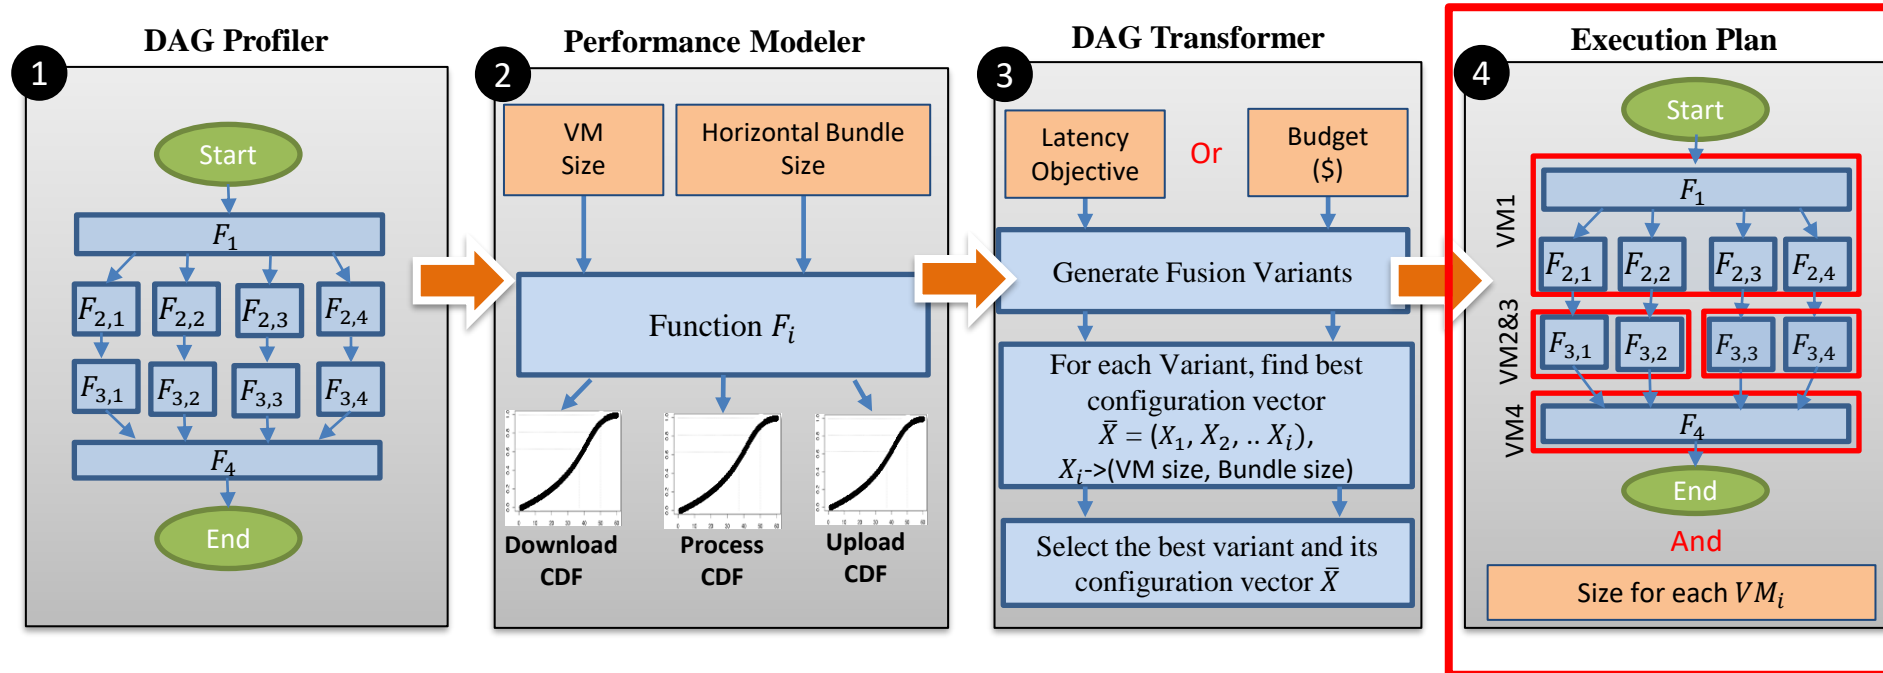 DAG Profiler
1
Start
F₁
F₂,₁ F₂,₂ F₂,₃ F₂,₄
F₃,₁ F₃,₂ F₃,₃ F₃,₄
F₄
End
Performance Modeler
2
VM
Size
Horizontal Bundle
Size
Function Fᵢ
Download
CDF
Process
CDF
Upload
CDF
DAG Transformer
3
Latency
Objective
Or
Budget
($)
Generate Fusion Variants
For each Variant, find best
configuration vector
X̄ = (X₁, X₂, .. Xᵢ),
Xᵢ->(VM size, Bundle size)
Select the best variant and its
configuration vector X̄
Execution Plan
4
Start
VM1
F₁
F₂,₁ F₂,₂ F₂,₃ F₂,₄
VM2&3
F₃,₁ F₃,₂ F₃,₃ F₃,₄
VM4
F₄
End
And
Size for each VMᵢ